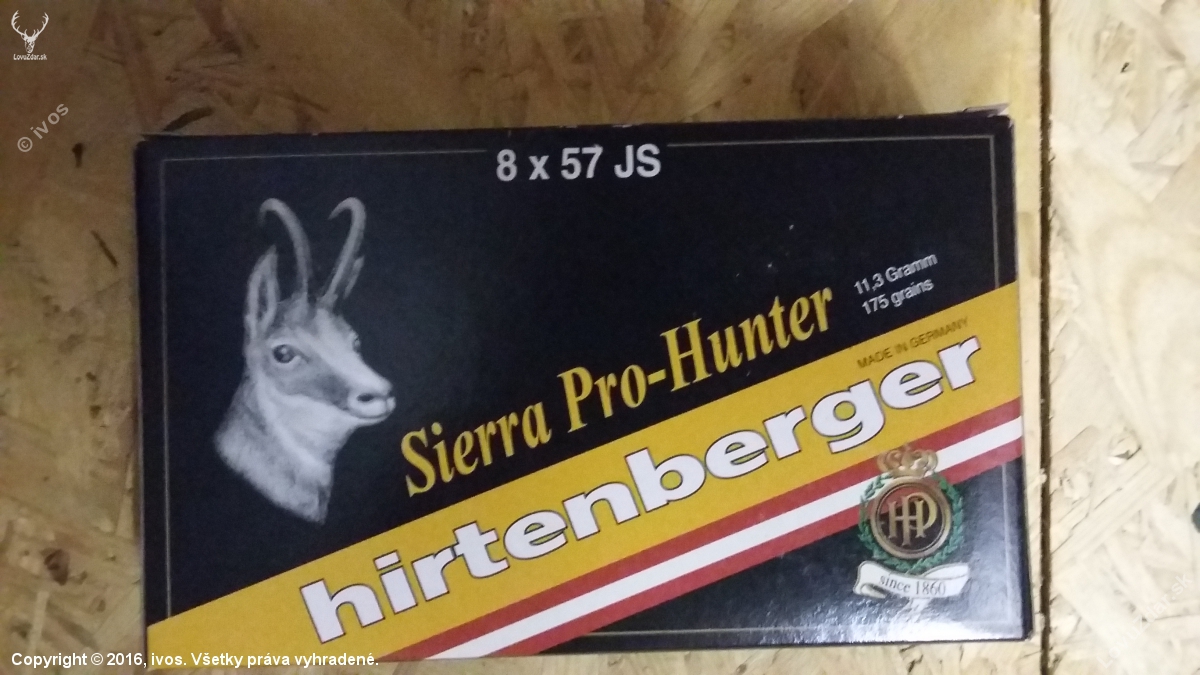 LovuZdar.sk
© ivos
8 x 57 JS
11,3 Gramm
175 grains
Sierra Pro-Hunter
MADE IN GERMANY
hirtenberger
HP
since 1860
Copyright © 2016, ivos. Všetky práva vyhradené.